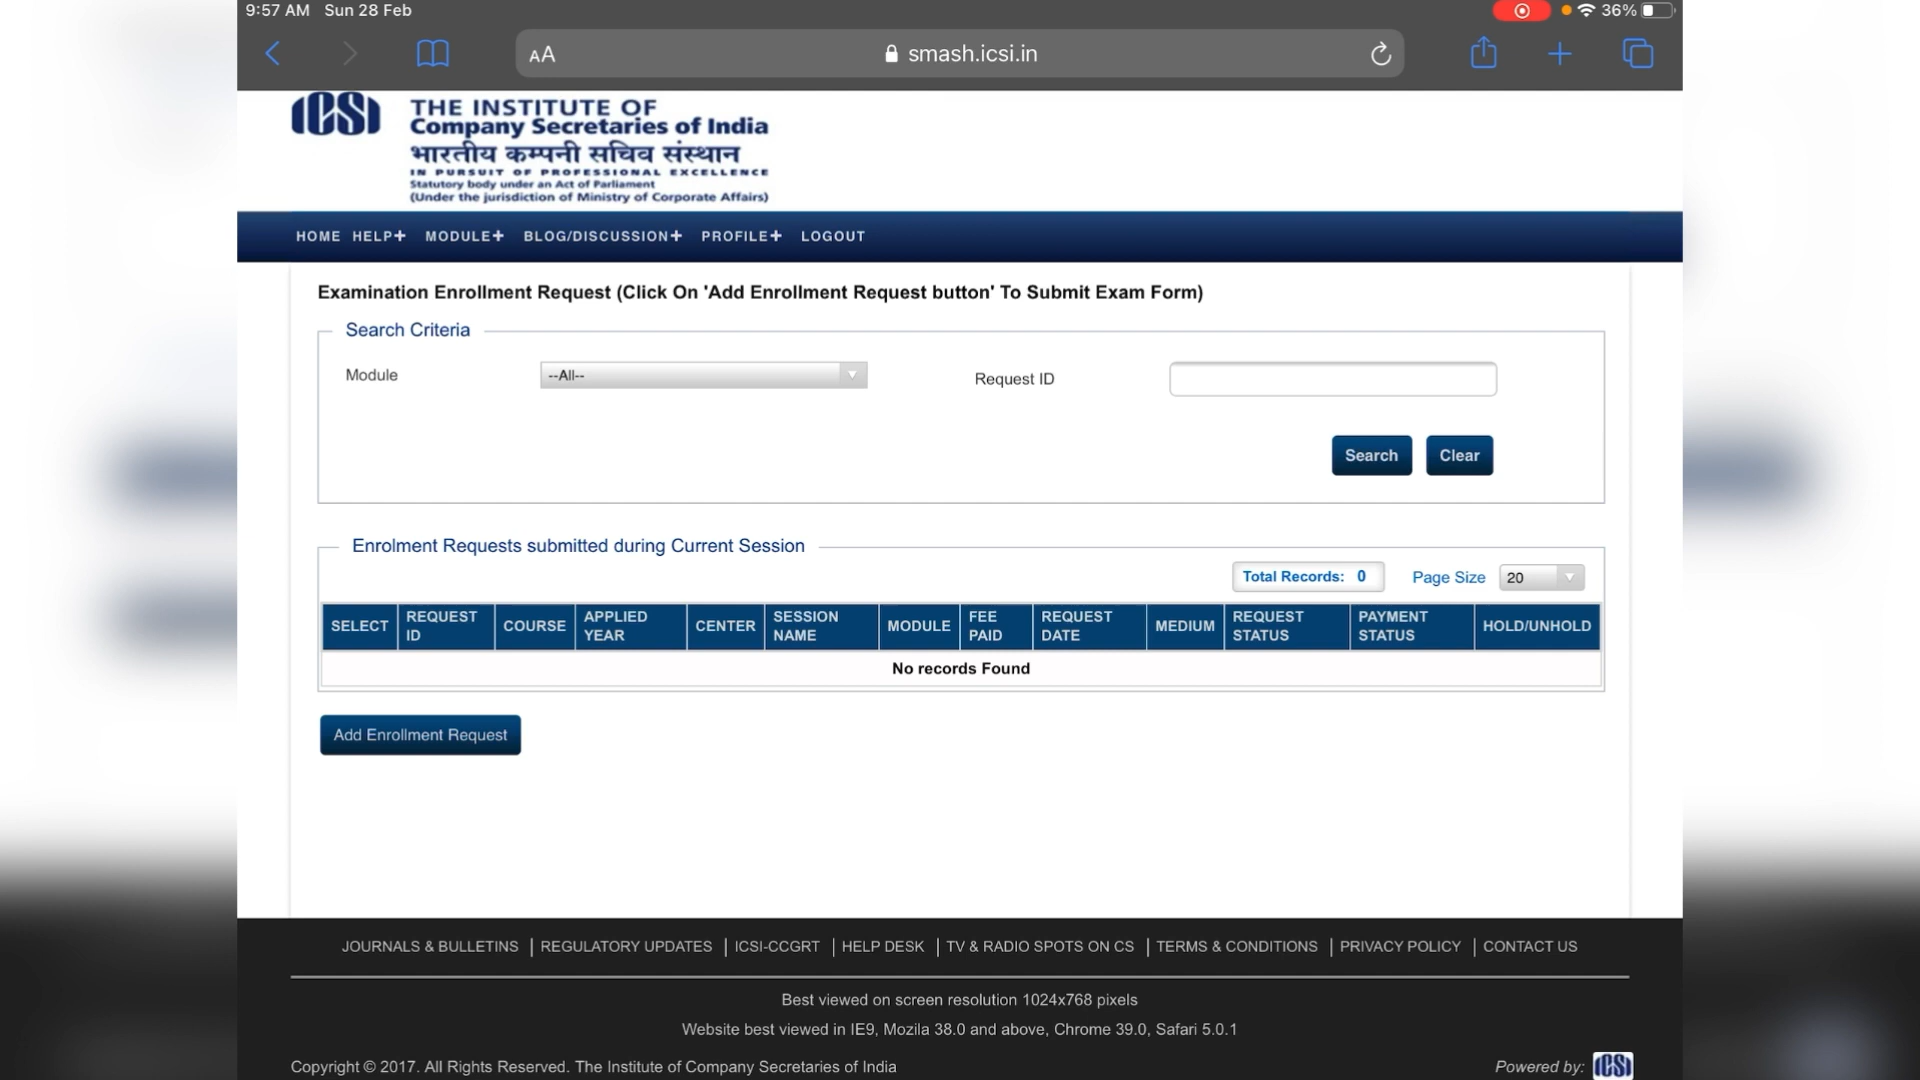 9:57 AM Sun 28 Feb
36%
AA
smash.icsi.in
ICSI
THE INSTITUTE OF
Company Secretaries of India
भारतीय कम्पनी सचिव संस्थान
IN PURSUIT OF PROFESSIONAL EXCELLENCE
Statutory body under an Act of Parliament
(Under the jurisdiction of Ministry of Corporate Affairs)
HOME HELP+ MODULE+ BLOG/DISCUSSION+ PROFILE+ LOGOUT
Examination Enrollment Request (Click On 'Add Enrollment Request button' To Submit Exam Form)
Search Criteria
Module --All-- Request ID
Search Clear
Enrolment Requests submitted during Current Session
Total Records: 0 Page Size 20
SELECT REQUEST ID COURSE APPLIED YEAR CENTER SESSION NAME MODULE FEE PAID REQUEST DATE MEDIUM REQUEST STATUS PAYMENT STATUS HOLD/UNHOLD
No records Found
Add Enrollment Request
JOURNALS & BULLETINS | REGULATORY UPDATES | ICSI-CCGRT | HELP DESK | TV & RADIO SPOTS ON CS | TERMS & CONDITIONS | PRIVACY POLICY | CONTACT US
Best viewed on screen resolution 1024x768 pixels
Website best viewed in IE9, Mozila 38.0 and above, Chrome 39.0, Safari 5.0.1
Copyright © 2017. All Rights Reserved. The Institute of Company Secretaries of India
Powered by: ICSI